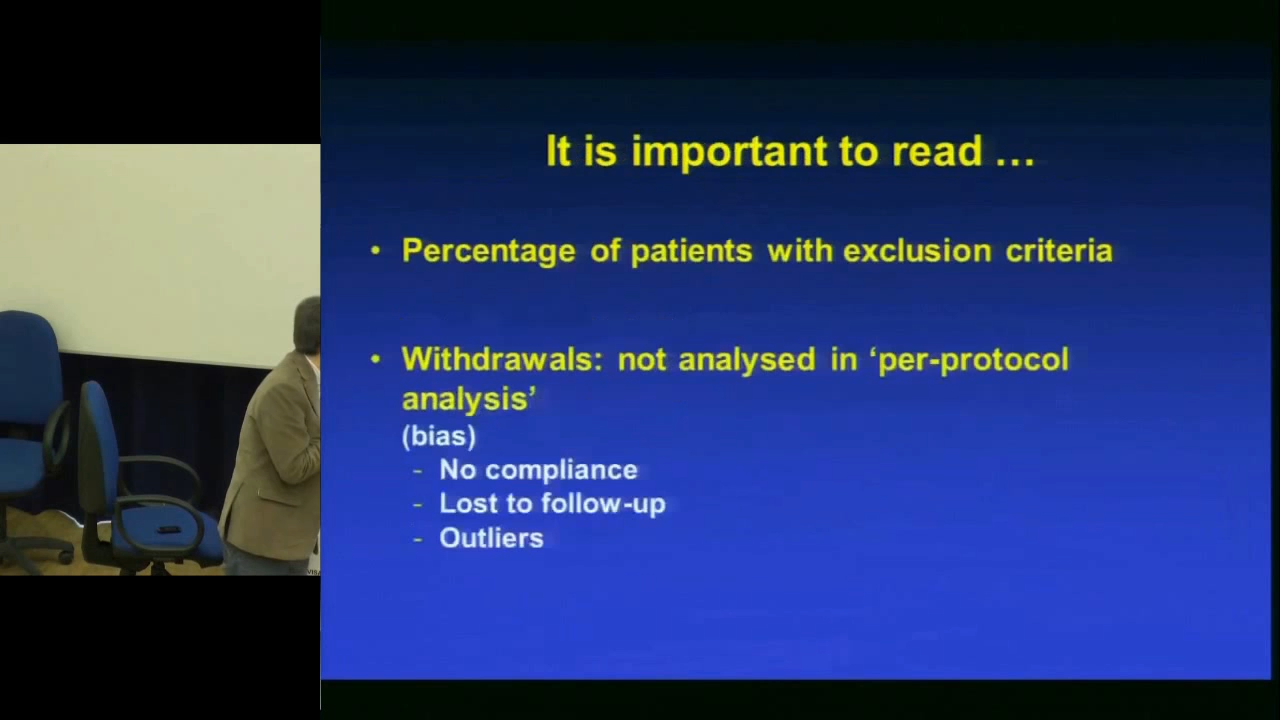 It is important to read …
• Percentage of patients with exclusion criteria
• Withdrawals: not analysed in ‘per-protocol
analysis’
(bias)
- No compliance
- Lost to follow-up
- Outliers